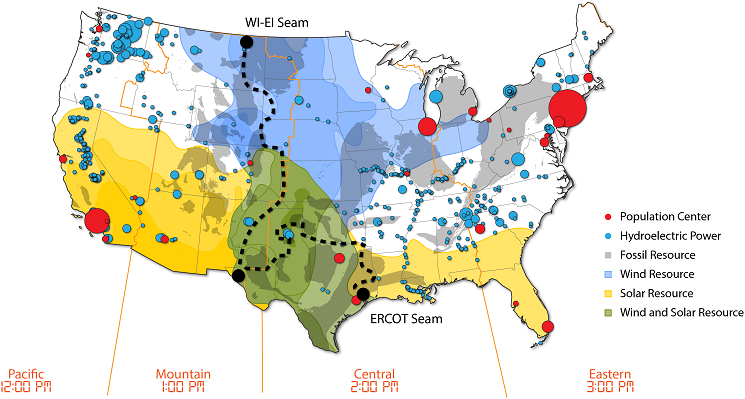 WI-EI Seam
Population Center
Hydroelectric Power
Fossil Resource
Wind Resource
Solar Resource
Wind and Solar Resource
ERCOT Seam
Pacific
12:00 PM
Mountain
1:00 PM
Central
2:00 PM
Eastern
3:00 PM